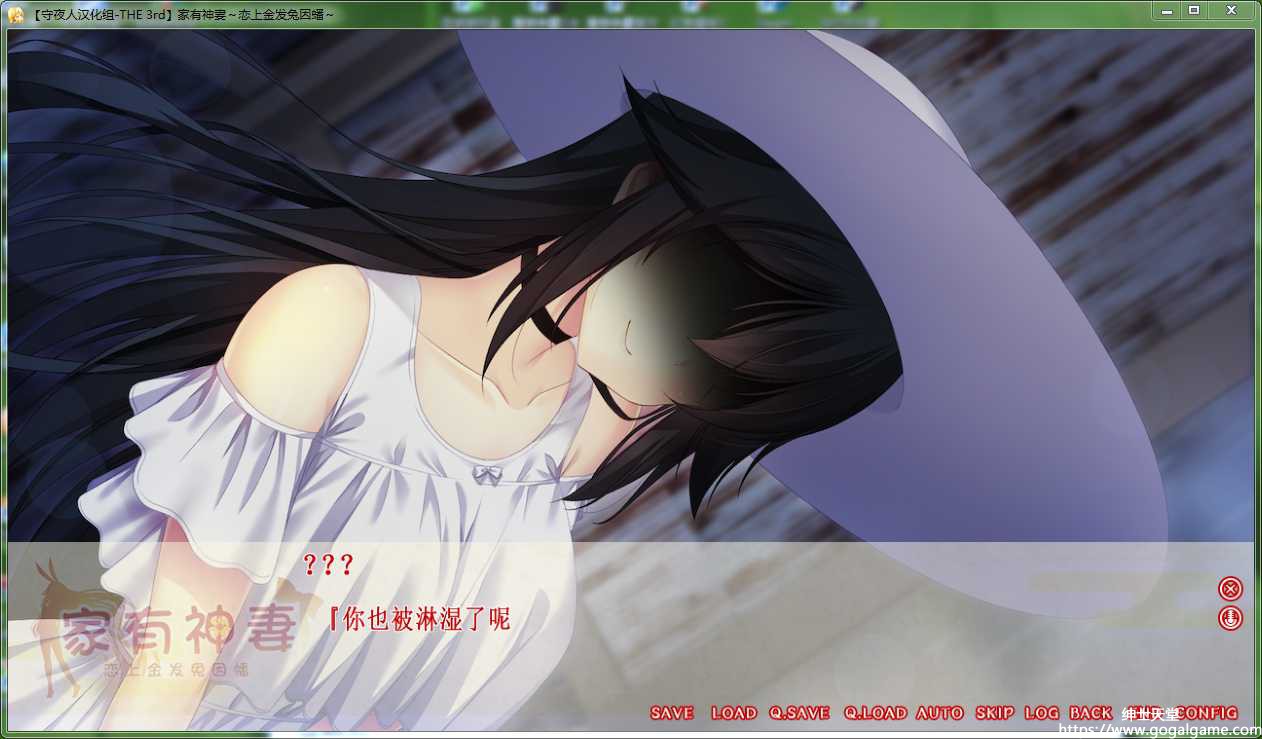 【守夜人汉化组-THE 3rd】家有神妻~恋上金发兔因蟠~
???
『你也被淋湿了呢
家有神妻
恋上金发兔因蟠
SAVE LOAD Q.SAVE Q.LOAD AUTO SKIP LOG BACK CONFIG
绅士天堂
https://www.gogalgame.com